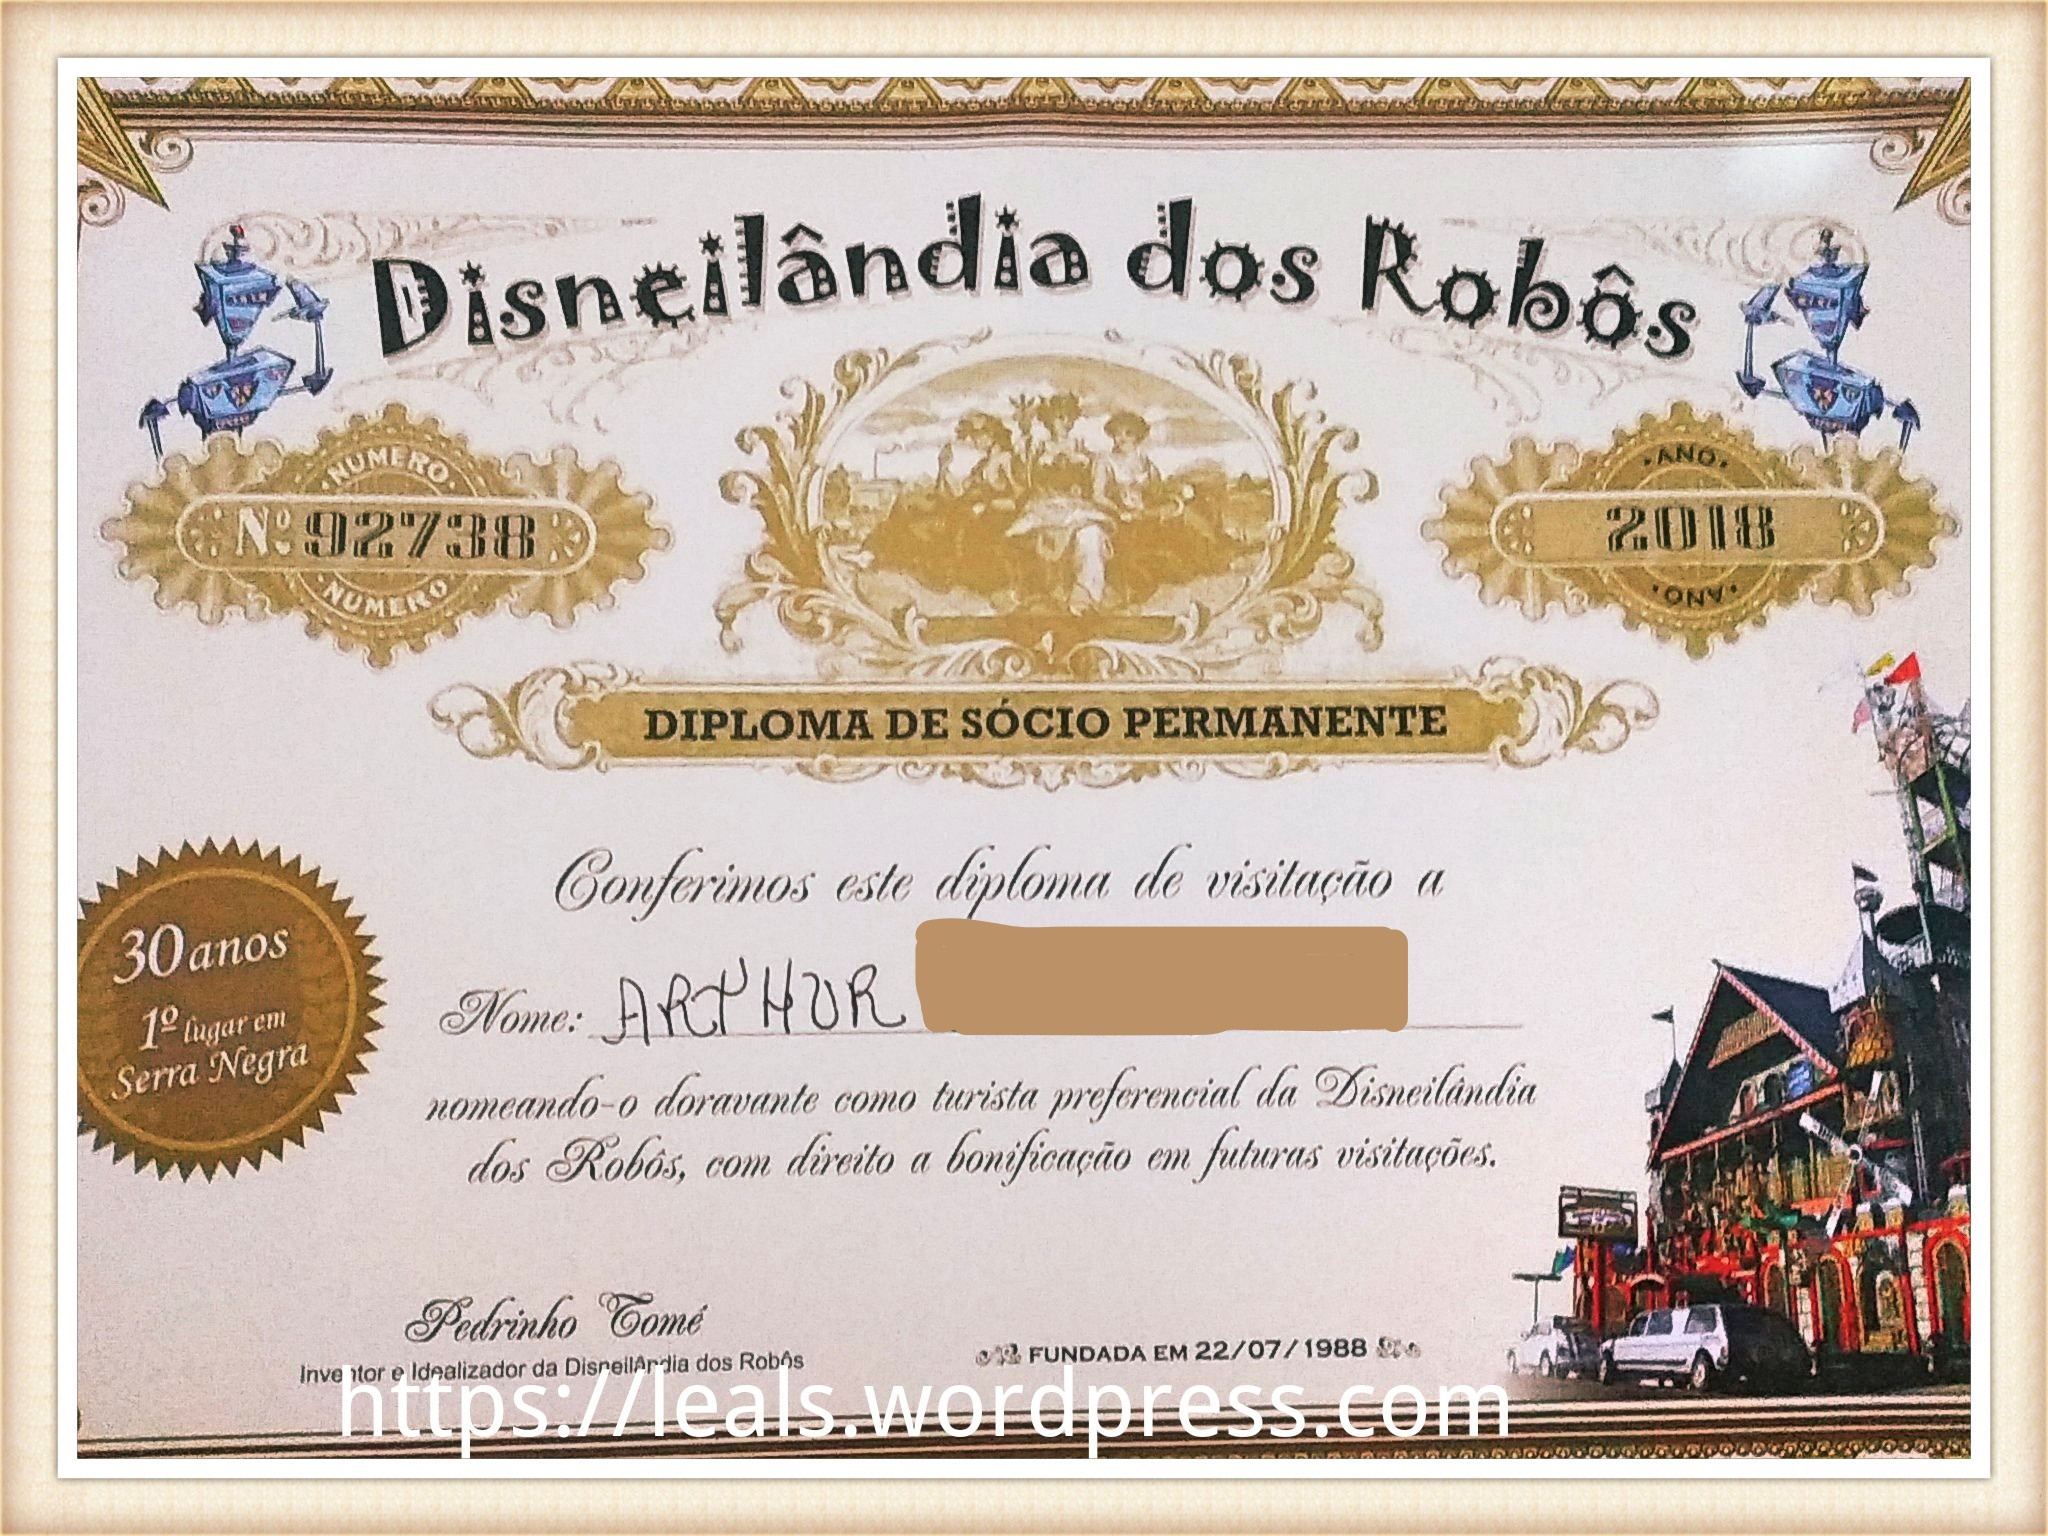 Disneilândia dos Robôs
NUMERO
Nº 92738
NUMERO
ANO
2018
ANO
DIPLOMA DE SÓCIO PERMANENTE
Conferimos este diploma de visitação a
Nome: ARTHUR
nomeando-o doravante como turista preferencial da Disneilândia
dos Robôs, com direito a bonificação em futuras visitações.
30 anos
1º lugar em
Serra Negra
Pedrinho Tomé
Inventor e Idealizador da Disneilândia dos Robôs
FUNDADA EM 22/07/1988
https://leals.wordpress.com